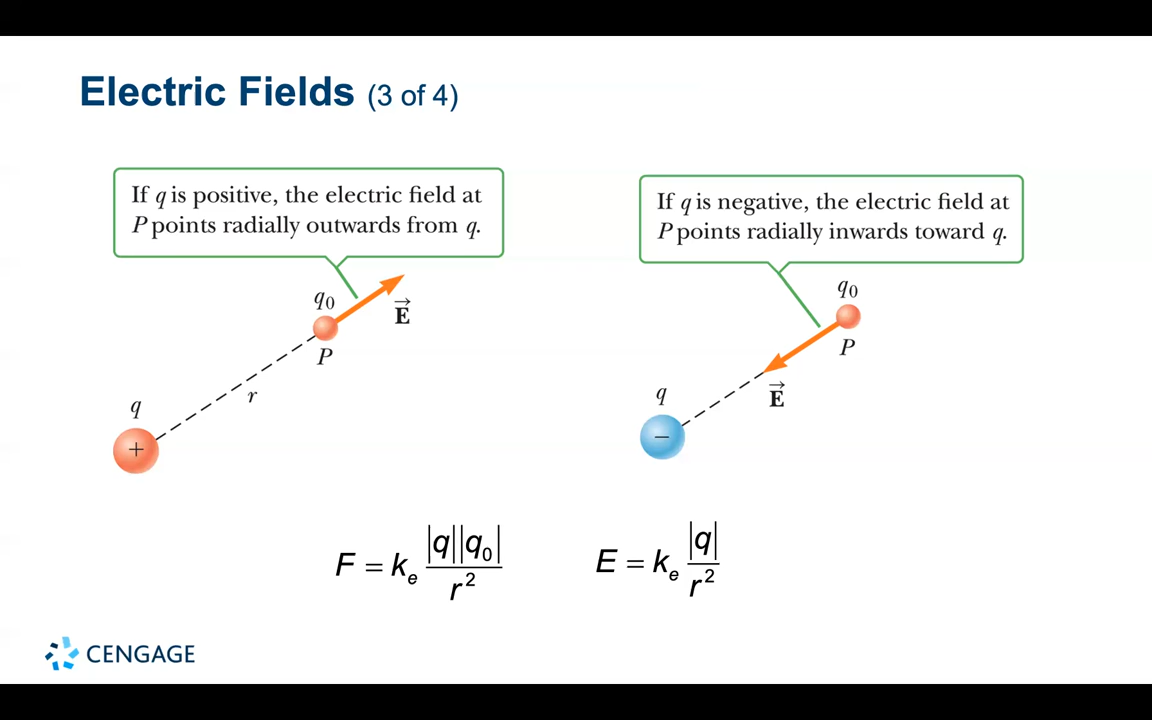 Electric Fields (3 of 4)
If q is positive, the electric field at
P points radially outwards from q.
q₀
E⃗
P
r
q
+
If q is negative, the electric field at
P points radially inwards toward q.
q₀
P
E⃗
q
−
F = kₑ |q||q₀| / r²
E = kₑ |q| / r²
CENGAGE